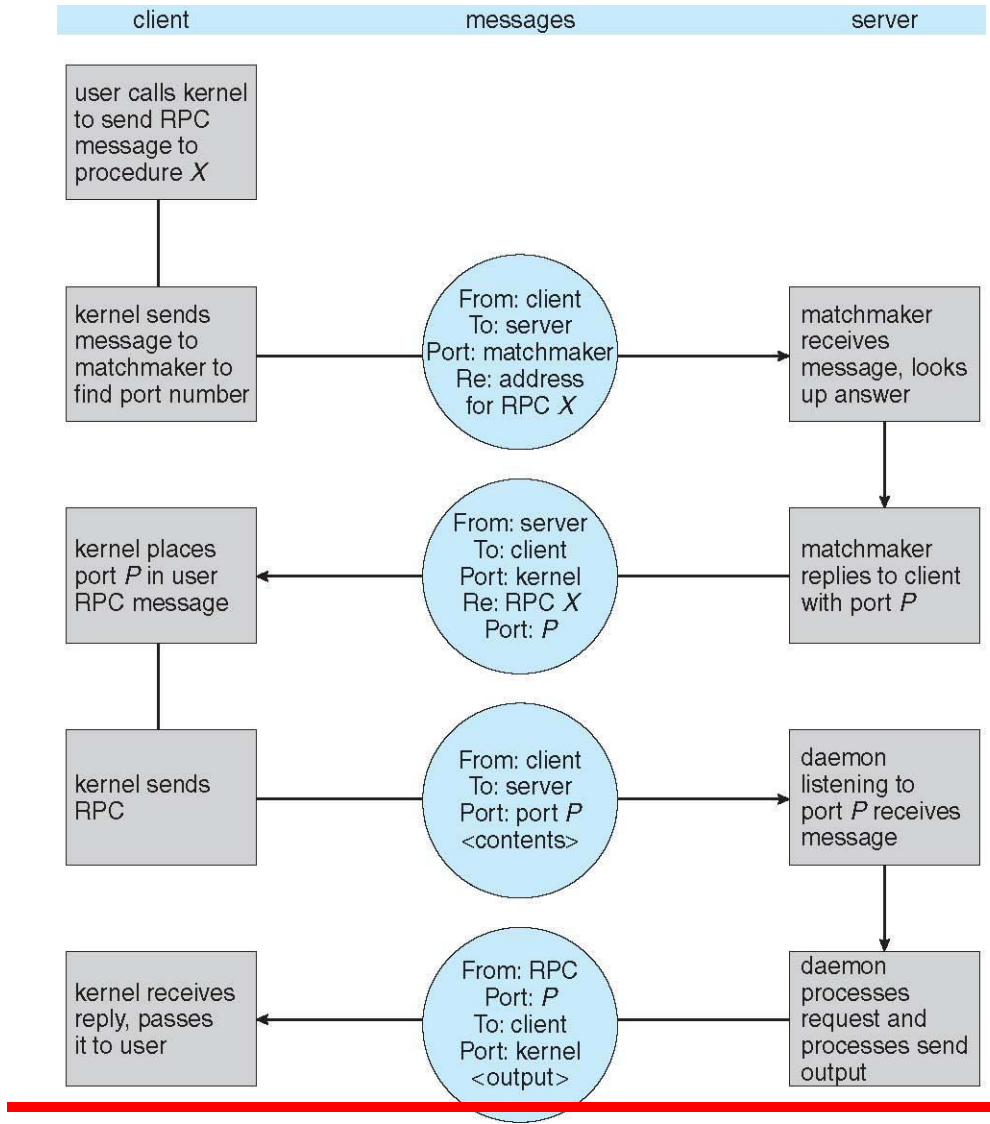 client messages server
user calls kernel
to send RPC
message to
procedure X
kernel sends
message to
matchmaker to
find port number
From: client
To: server
Port: matchmaker
Re: address
for RPC X
matchmaker
receives
message, looks
up answer
kernel places
port P in user
RPC message
From: server
To: client
Port: kernel
Re: RPC X
Port: P
matchmaker
replies to client
with port P
kernel sends
RPC
From: client
To: server
Port: port P
<contents>
daemon
listening to
port P receives
message
kernel receives
reply, passes
it to user
From: RPC
Port: P
To: client
Port: kernel
<output>
daemon
processes
request and
processes send
output